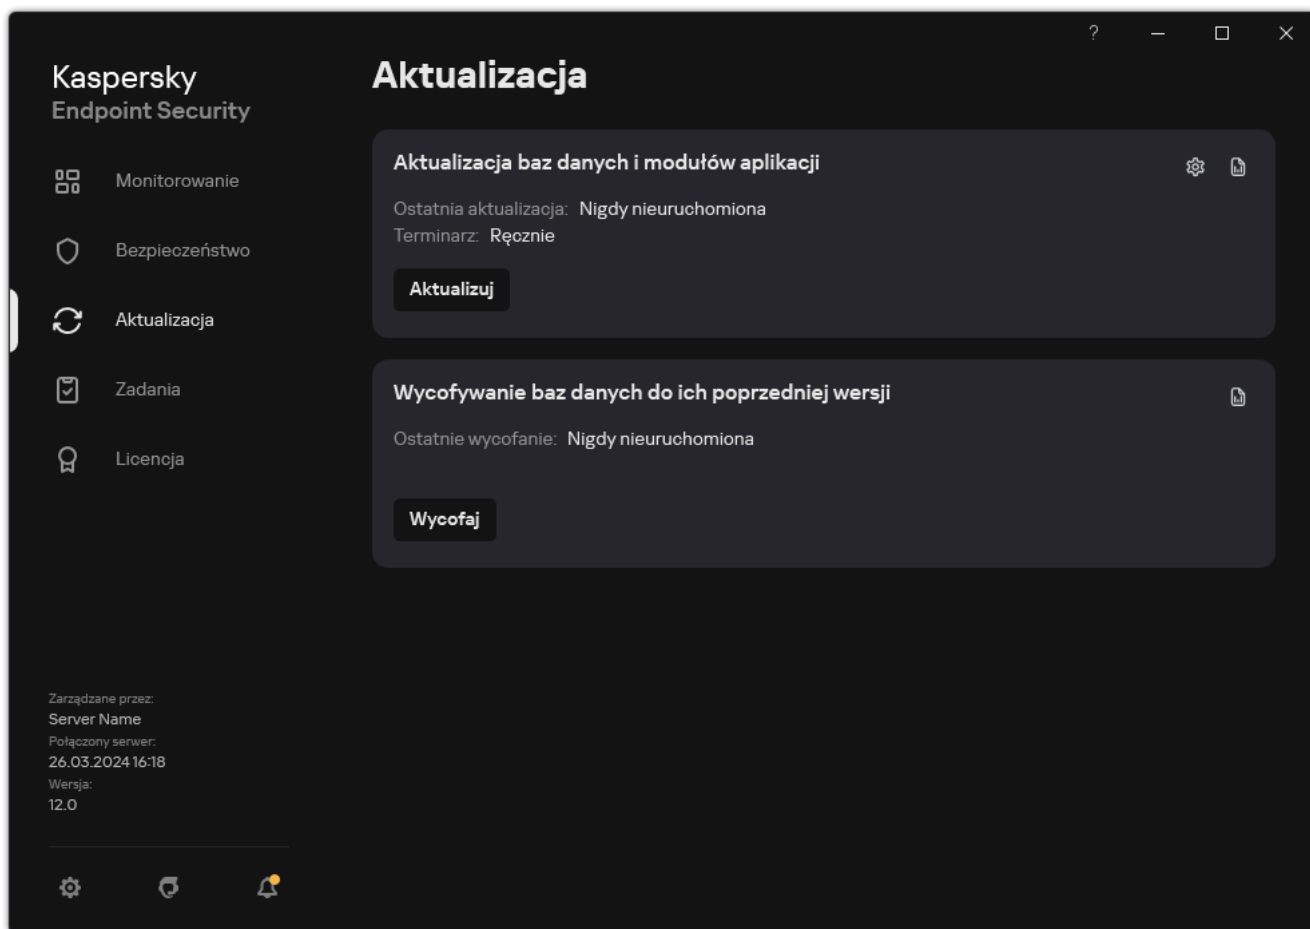 ?
Kaspersky
Endpoint Security
Monitorowanie
Bezpieczeństwo
Aktualizacja
Zadania
Licencja
Zarządzane przez:
Server Name
Połączony serwer:
26.03.2024 16:18
Wersja:
12.0
Aktualizacja
Aktualizacja baz danych i modułów aplikacji
Ostatnia aktualizacja: Nigdy nieuruchomiona
Terminarz: Ręcznie
Aktualizuj
Wycofywanie baz danych do ich poprzedniej wersji
Ostatnie wycofanie: Nigdy nieuruchomiona
Wycofaj